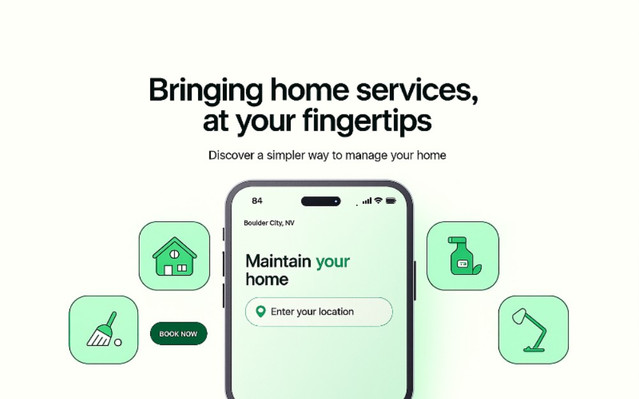 Bringing home services,
at your fingertips
Discover a simpler way to manage your home
84
Boulder City, NV
Maintain your
home
Enter your location
BOOK NOW